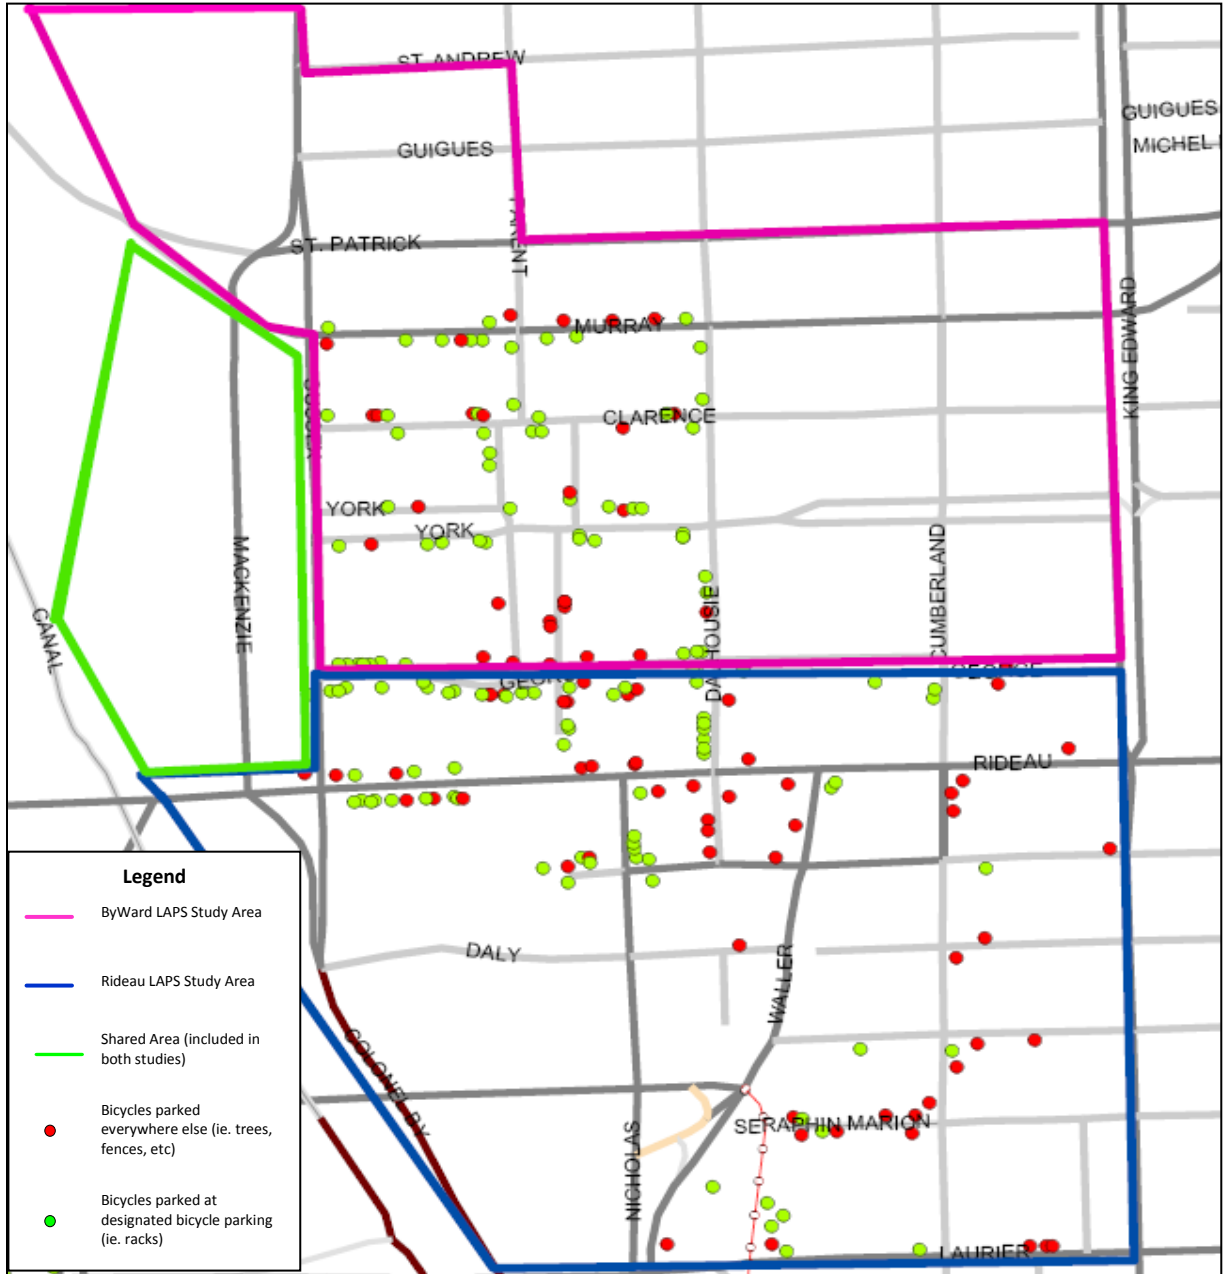 ST. ANDREW
GUIGUES
MICHEL
GUIGUES
ST. PATRICK
MURRAY
KING EDWARD
CLARENCE
YORK
YORK
MACKENZIE
CUMBERLAND
DALHOUSIE
CANAL
GEORGE
RIDEAU
DALY
WALLER
COLONEL BY
NICHOLAS
SERAPHIN MARION
LAURIER
Legend
ByWard LAPS Study Area
Rideau LAPS Study Area
Shared Area (included in
both studies)
Bicycles parked
everywhere else (ie. trees,
fences, etc)
Bicycles parked at
designated bicycle parking
(ie. racks)